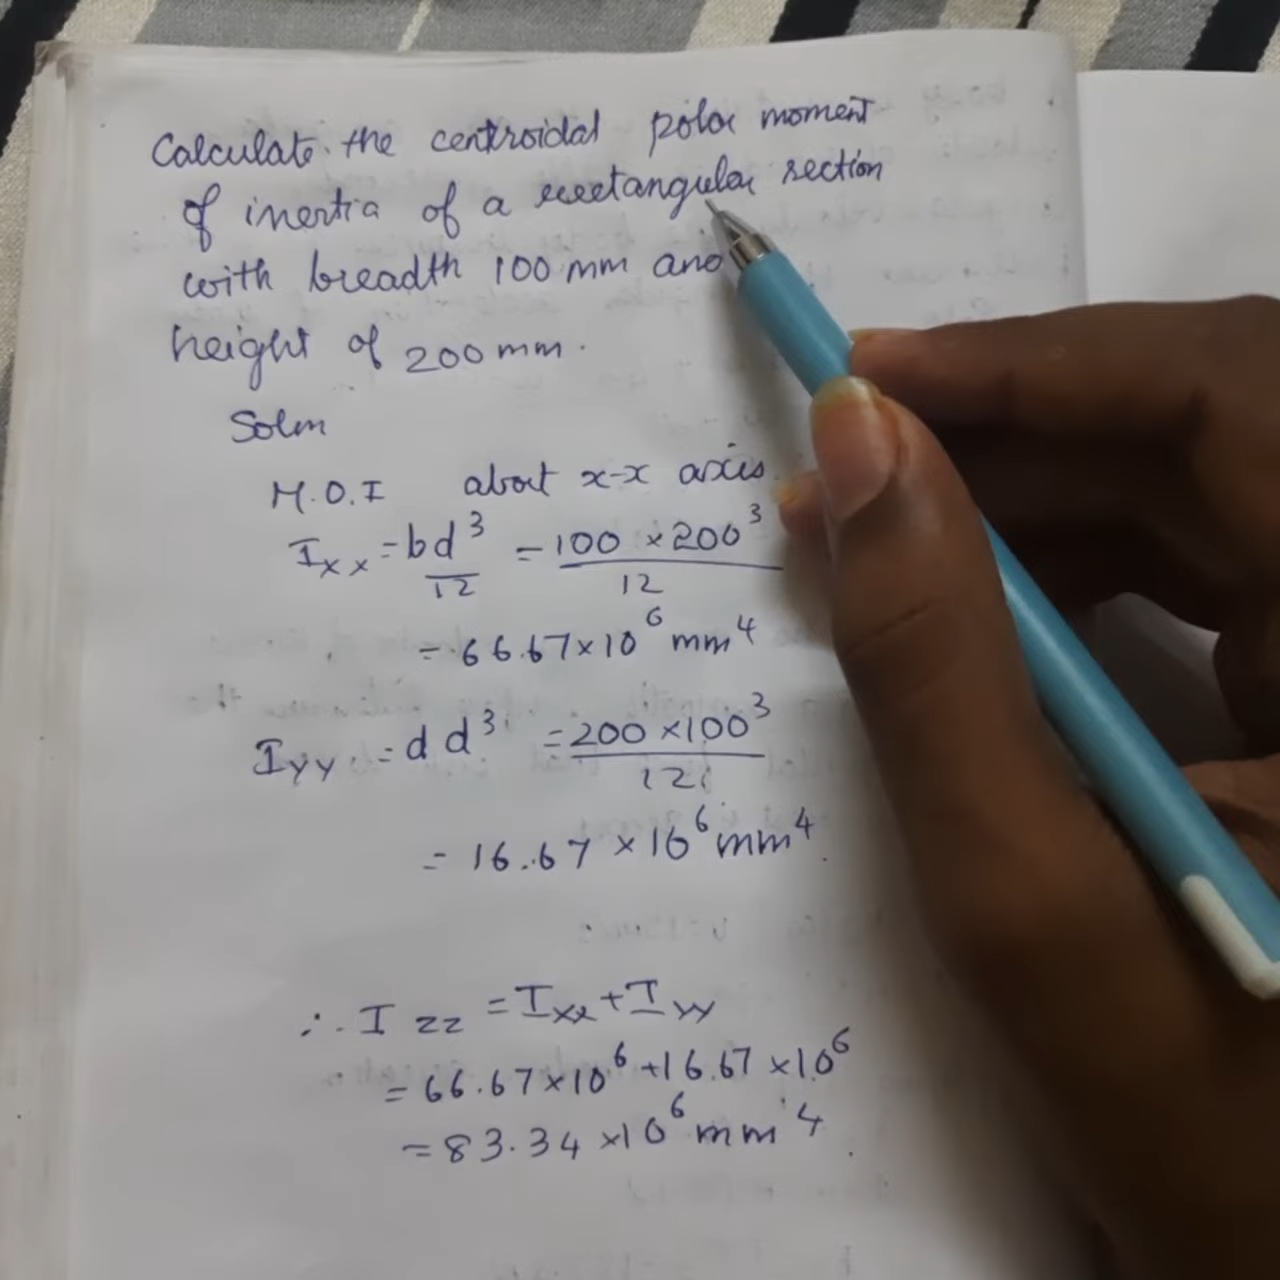 Calculate the centroidal polar moment
of inertia of a rectangular section
with breadth 100 mm and
height of 200 mm.
Soln
M.O.I about x-x axis
Ixx = bd³/12 = 100 × 200³/12
= 66.67 × 10⁶ mm⁴
Iyy = d d³ = 200 × 100³/12
= 16.67 × 10⁶ mm⁴.
∴ Izz = Ixx + Iyy
= 66.67 × 10⁶ + 16.67 × 10⁶
= 83.34 × 10⁶ mm⁴